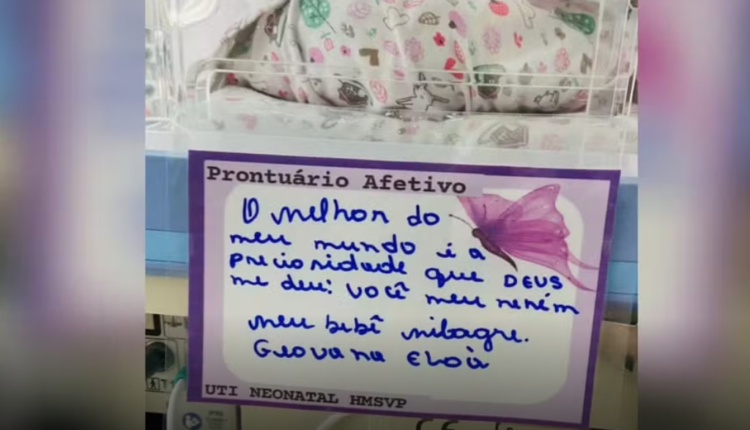 Prontuário Afetivo
O melhor do
meu mundo é a
preciosidade que DEUS
me deu: você meu neném
meu bebê milagre.
Geovana Eloà
UTI NEONATAL HMSVP